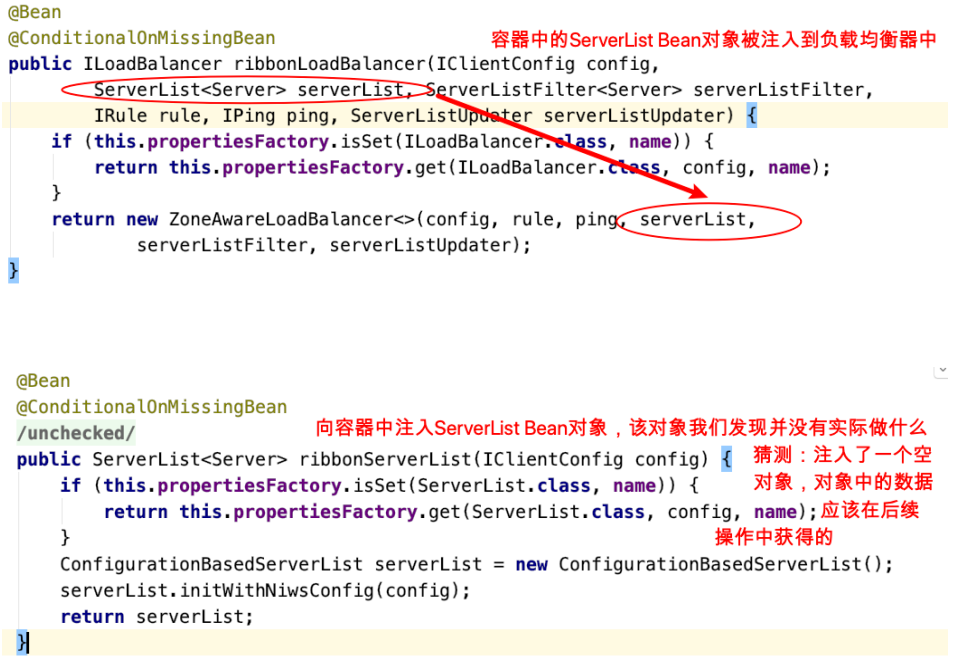 @Bean
@ConditionalOnMissingBean
容器中的ServerList Bean对象被注入到负载均衡器中
public ILoadBalancer ribbonLoadBalancer(IClientConfig config,
ServerList<Server> serverList, ServerListFilter<Server> serverListFilter,
IRule rule, IPing ping, ServerListUpdater serverListUpdater) {
if (this.propertiesFactory.isSet(ILoadBalancer.class, name)) {
return this.propertiesFactory.get(ILoadBalancer.class, config, name);
}
return new ZoneAwareLoadBalancer<>(config, rule, ping, serverList,
serverListFilter, serverListUpdater);
}
@Bean
@ConditionalOnMissingBean
/unchecked/
向容器中注入ServerList Bean对象，该对象我们发现并没有实际做什么
public ServerList<Server> ribbonServerList(IClientConfig config) {
猜测：注入了一个空
if (this.propertiesFactory.isSet(ServerList.class, name)) {
对象，对象中的数据
return this.propertiesFactory.get(ServerList.class, config, name);
应该在后续
}
操作中获得的
ConfigurationBasedServerList serverList = new ConfigurationBasedServerList();
serverList.initWithNiwsConfig(config);
return serverList;
}